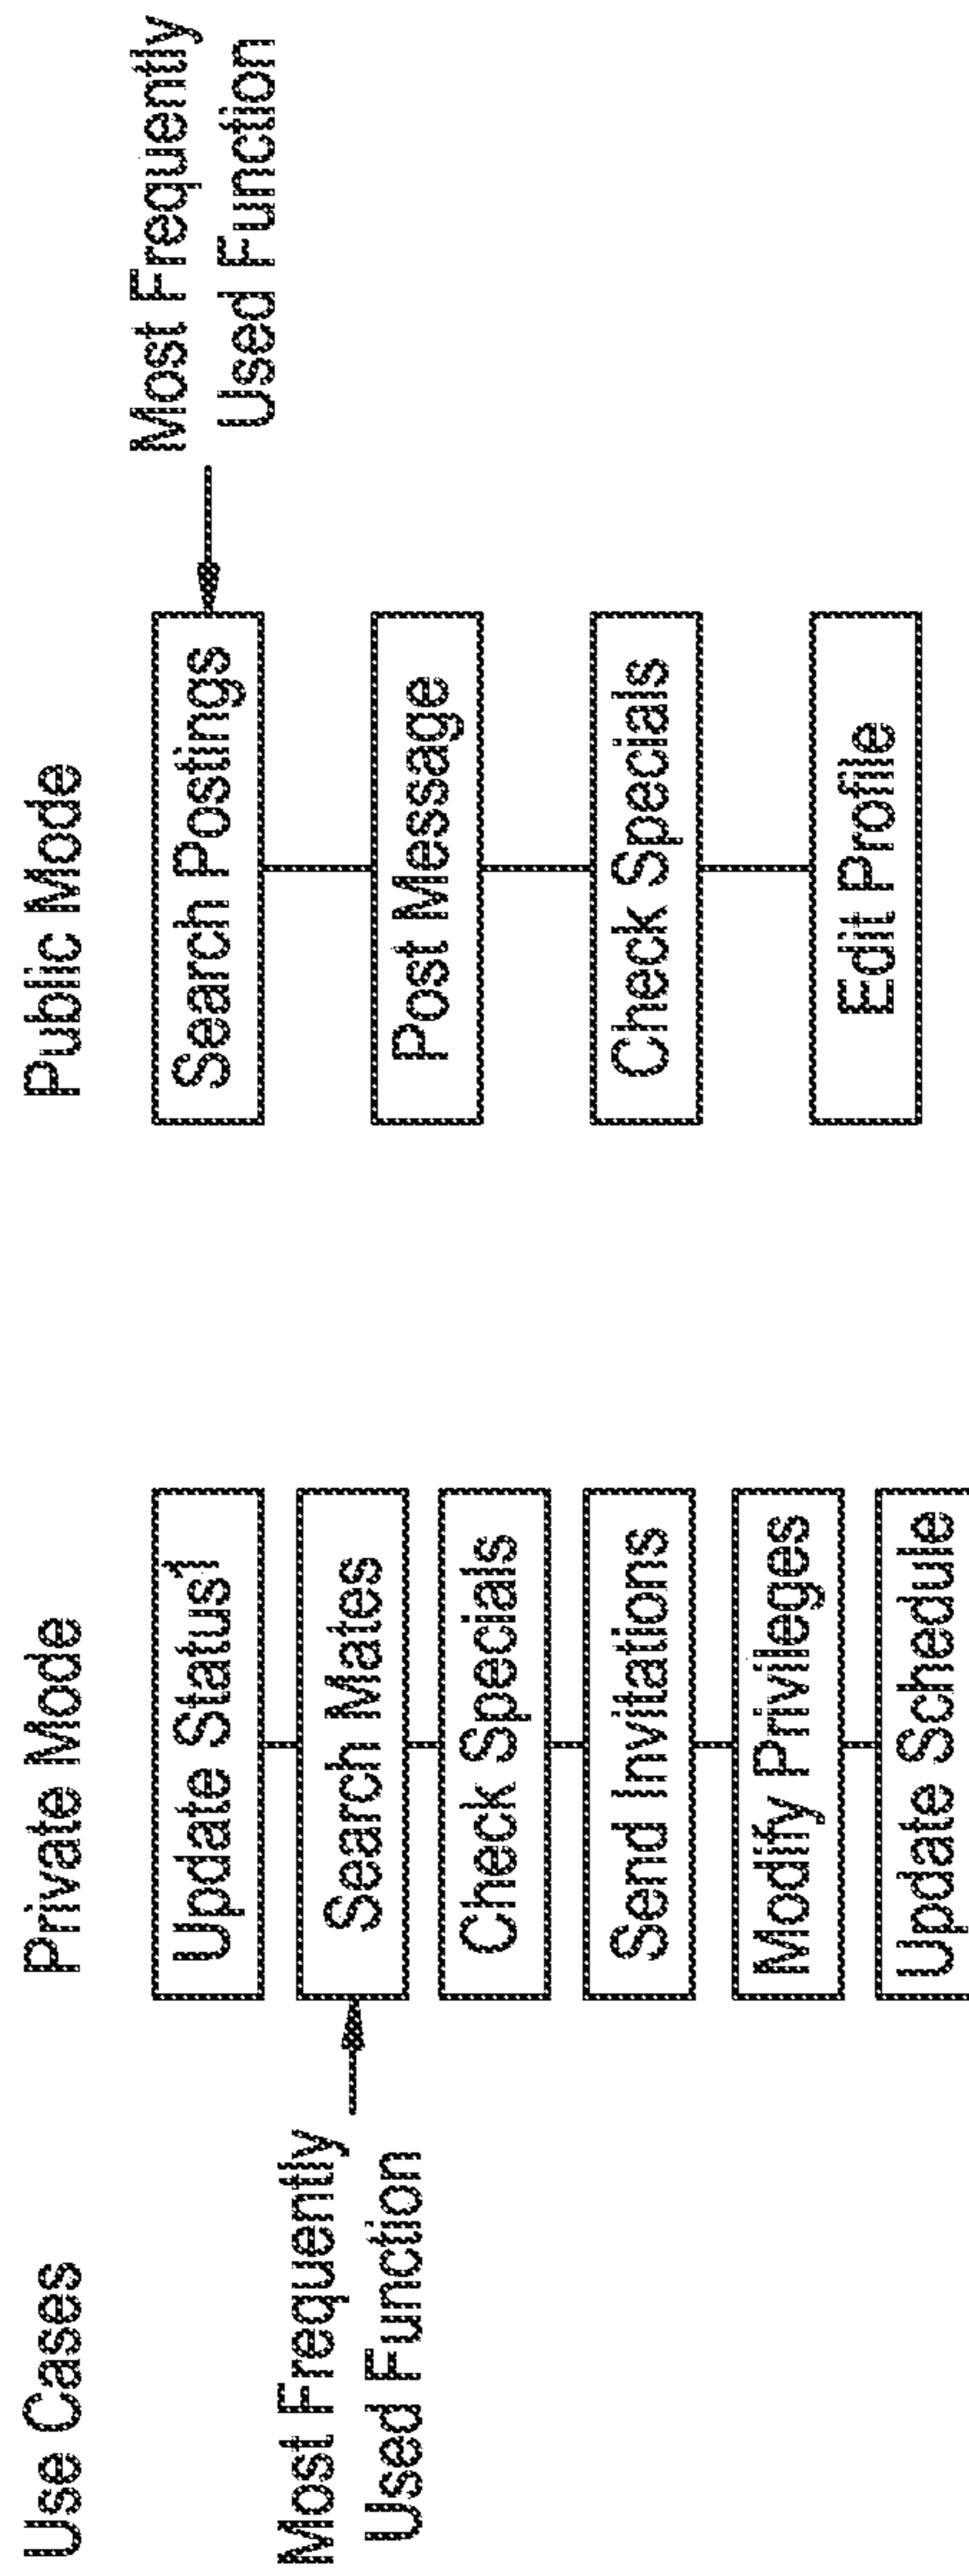 Use Cases
Private Mode
Public Mode
Most Frequently
Used Function
Update Status¹
Search Mates
Check Specials
Send Invitations
Modify Privileges
Update Schedule
Search Postings
Post Message
Check Specials
Edit Profile
Most Frequently
Used Function